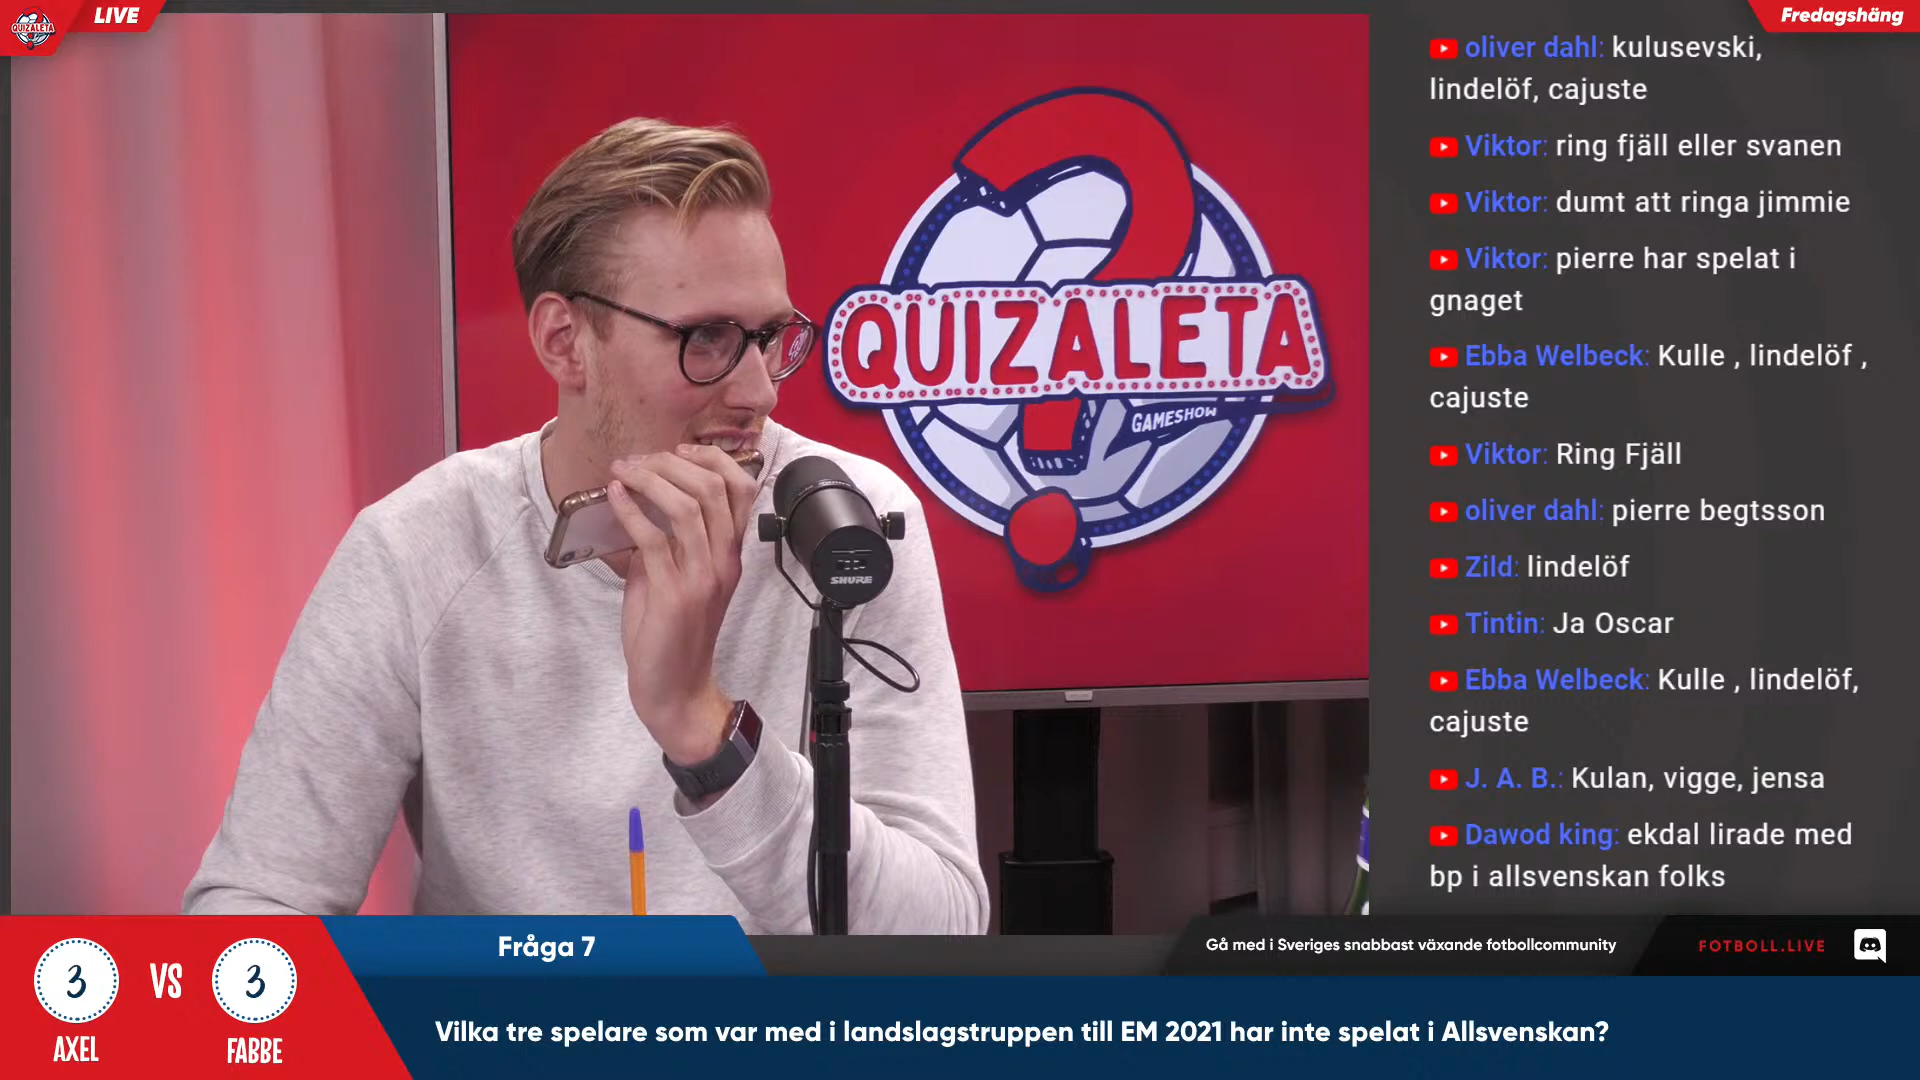 QUIZALETA
LIVE
Fredagshäng
QUIZALETA
GAMESHOW
SHURE
oliver dahl: kulusevski,
lindelöf, cajuste
Viktor: ring fjäll eller svanen
Viktor: dumt att ringa jimmie
Viktor: pierre har spelat i
gnaget
Ebba Welbeck: Kulle , lindelöf ,
cajuste
Viktor: Ring Fjäll
oliver dahl: pierre begtsson
Zild: lindelöf
Tintin: Ja Oscar
Ebba Welbeck: Kulle , lindelöf,
cajuste
J. A. B.: Kulan, vigge, jensa
Dawod king: ekdal lirade med
bp i allsvenskan folks
3 VS 3
AXEL FABBE
Fråga 7
Gå med i Sveriges snabbast växande fotbollcommunity
FOTBOLL.LIVE
Vilka tre spelare som var med i landslagstruppen till EM 2021 har inte spelat i Allsvenskan?